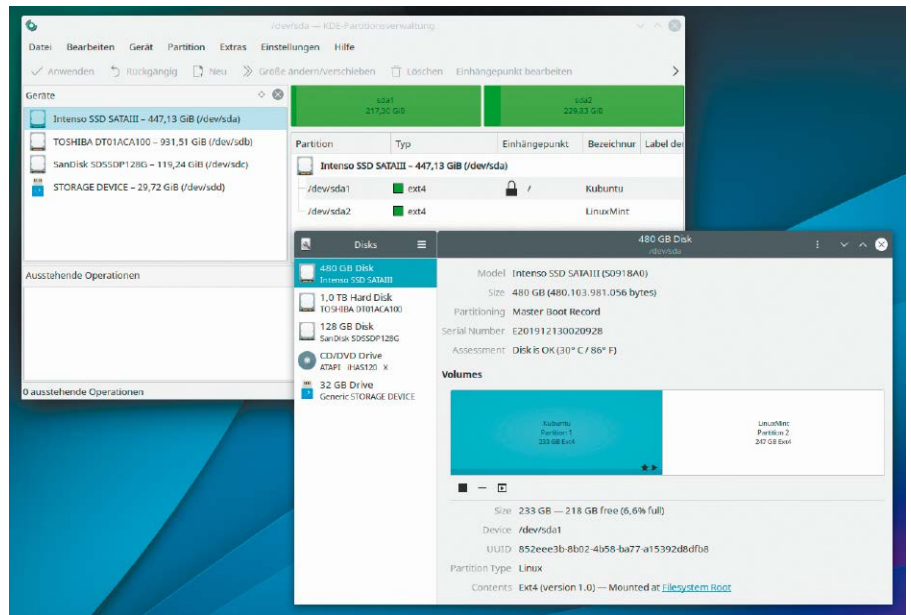 /dev/sda — KDE-Partitionsverwaltung
Datei Bearbeiten Gerät Partition Extras Einstellungen Hilfe
Anwenden Rückgängig Neu Größe ändern/verschieben Löschen Einhängepunkt bearbeiten
Geräte
Intenso SSD SATAIII – 447,13 GiB (/dev/sda)
TOSHIBA DT01ACA100 – 931,51 GiB (/dev/sdb)
SanDisk SDSSDP128G – 119,24 GiB (/dev/sdc)
STORAGE DEVICE – 29,72 GiB (/dev/sdd)
sda1
217,30 GiB
sda2
229,83 GiB
Partition Typ Einhängepunkt Bezeichnur Label der
Intenso SSD SATAIII – 447,13 GiB (/dev/sda)
/dev/sda1 ext4 / Kubuntu
/dev/sda2 ext4 LinuxMint
Ausstehende Operationen
0 ausstehende Operationen
Disks
480 GB Disk
Intenso SSD SATAIII
1,0 TB Hard Disk
TOSHIBA DT01ACA100
128 GB Disk
SanDisk SDSSDP128G
CD/DVD Drive
ATAPI iHAS120 X
32 GB Drive
Generic STORAGE DEVICE
480 GB Disk
/dev/sda
Model Intenso SSD SATAIII (S0918A0)
Size 480 GB (480.103.981.056 bytes)
Partitioning Master Boot Record
Serial Number E201912130020928
Assessment Disk is OK (30° C / 86° F)
Volumes
Kubuntu
Partition 1
233 GB Ext4
LinuxMint
Partition 2
247 GB Ext4
Size 233 GB — 218 GB free (6,6% full)
Device /dev/sda1
UUID 852eee3b-8b02-4b58-ba77-a15392d8dfb8
Partition Type Linux
Contents Ext4 (version 1.0) — Mounted at Filesystem Root